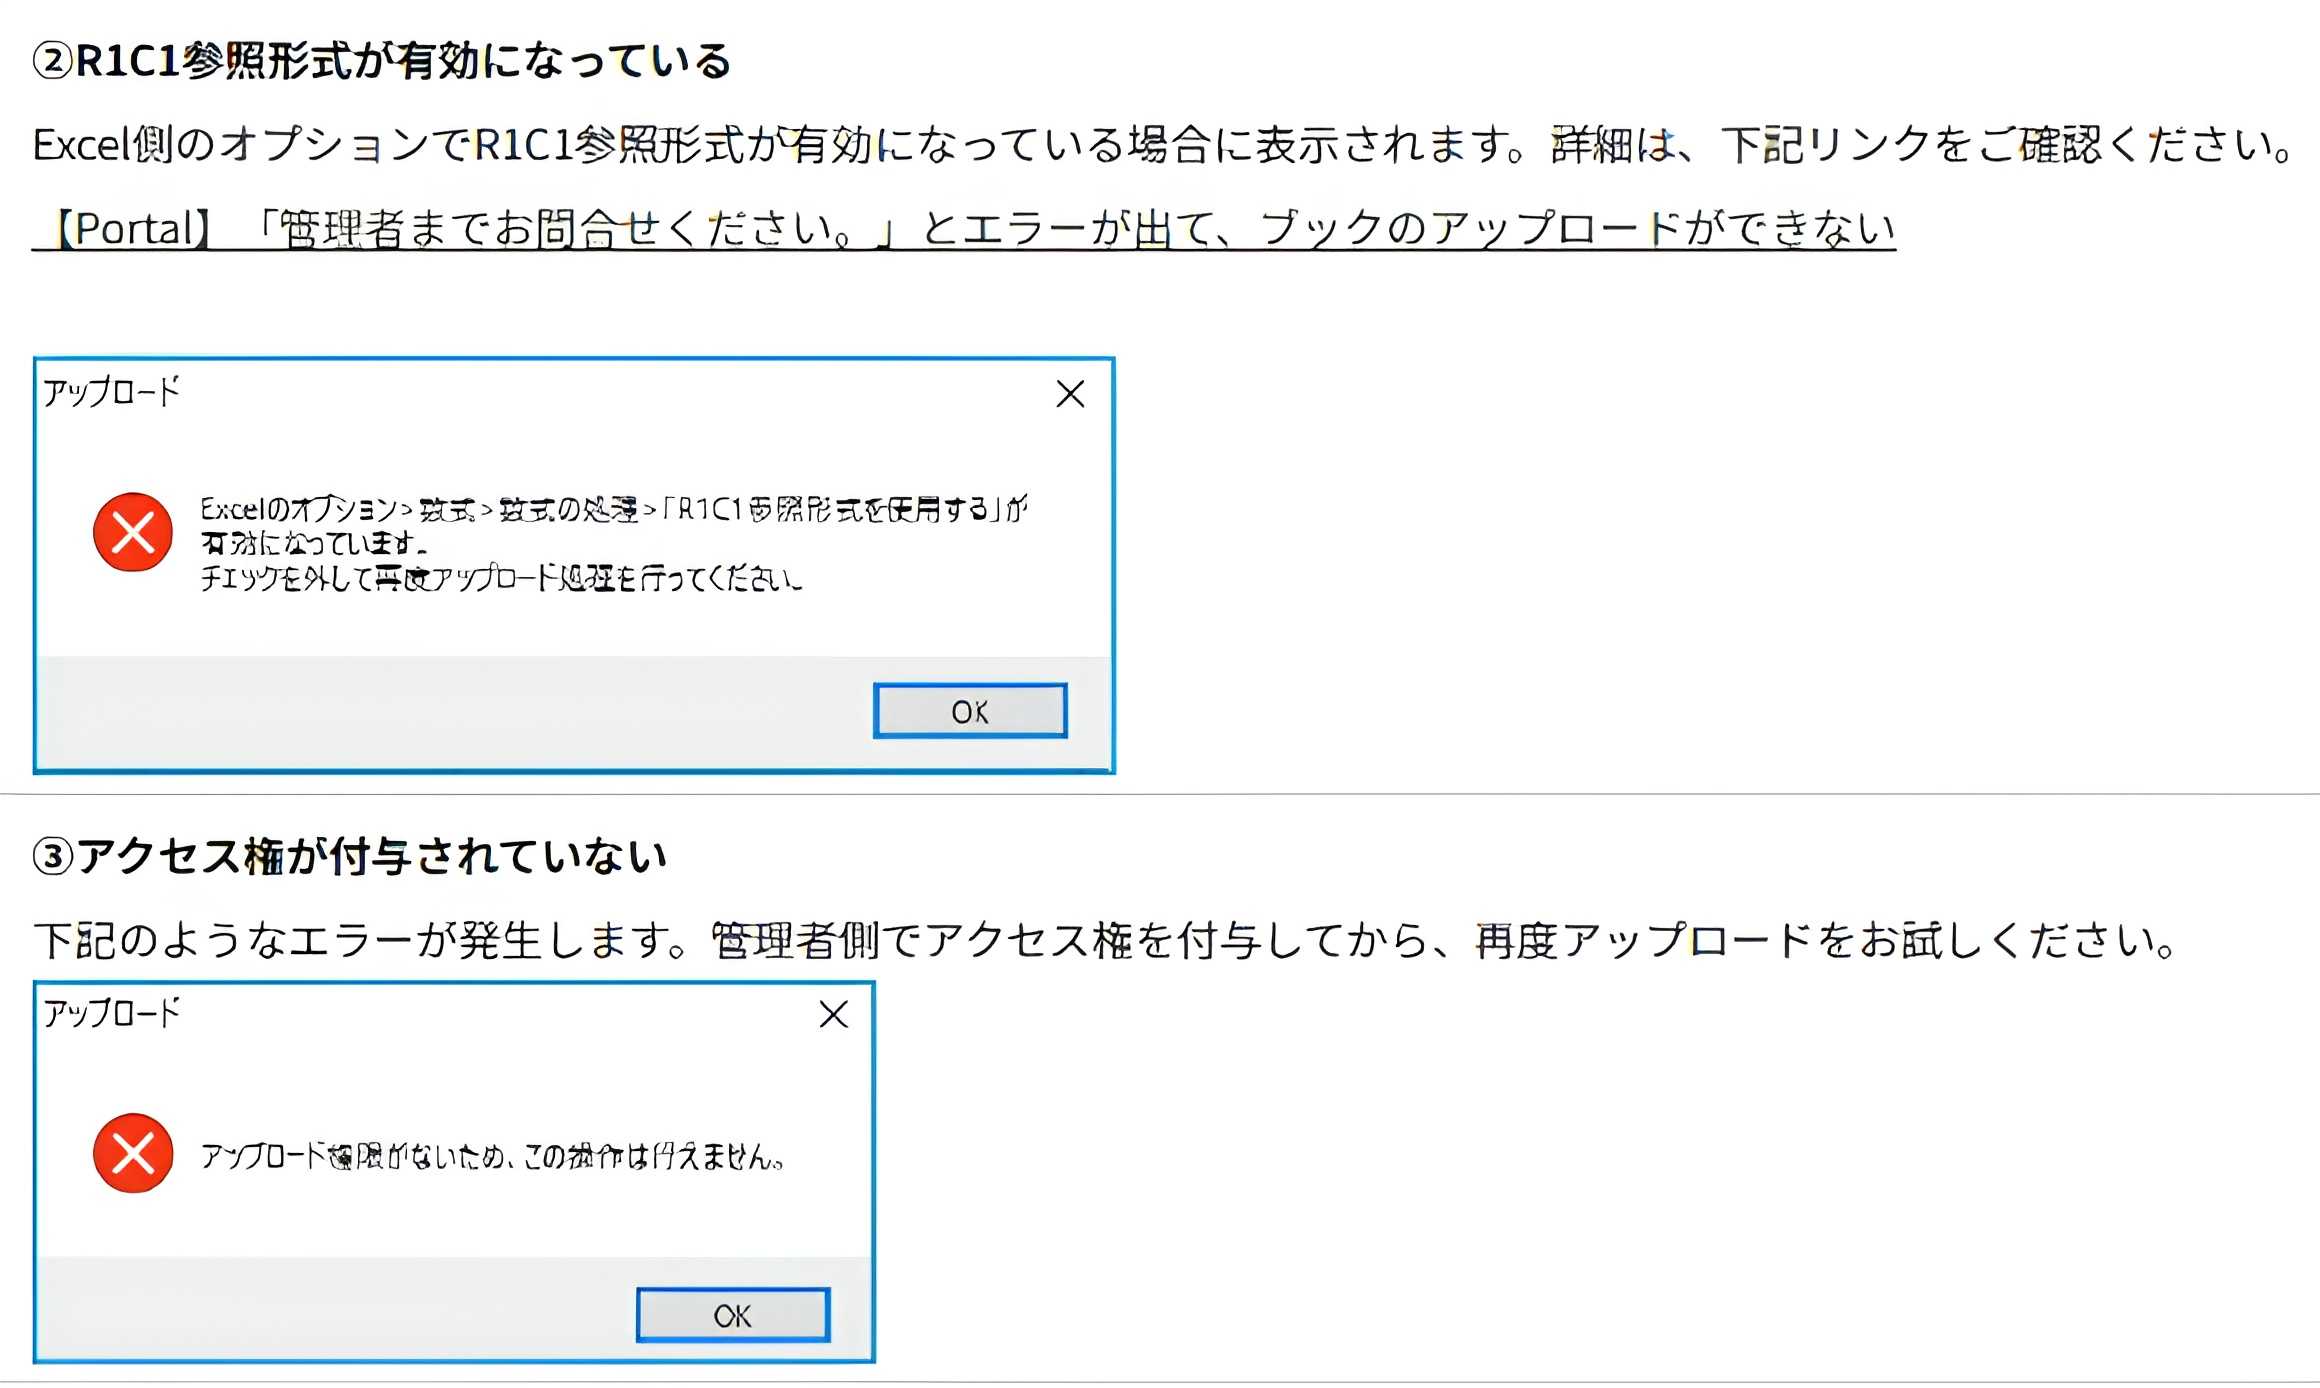 ②R1C1参照形式が有効になっている
Excel側のオプションでR1C1参照形式が有効になっている場合に表示されます。詳細は、下記リンクをご確認ください。
【Portal】「管理者までお問合せください。」とエラーが出て、ブックのアップロードができない
アップロード
Excelのオプション>数式>数式の処理>「R1C1参照形式を使用する」が
有効になっています。
チェックを外して再度アップロード処理を行ってください。
OK
③アクセス権が付与されていない
下記のようなエラーが発生します。管理者側でアクセス権を付与してから、再度アップロードをお試しください。
アップロード
アップロード権限がないため、この操作は行えません。
OK